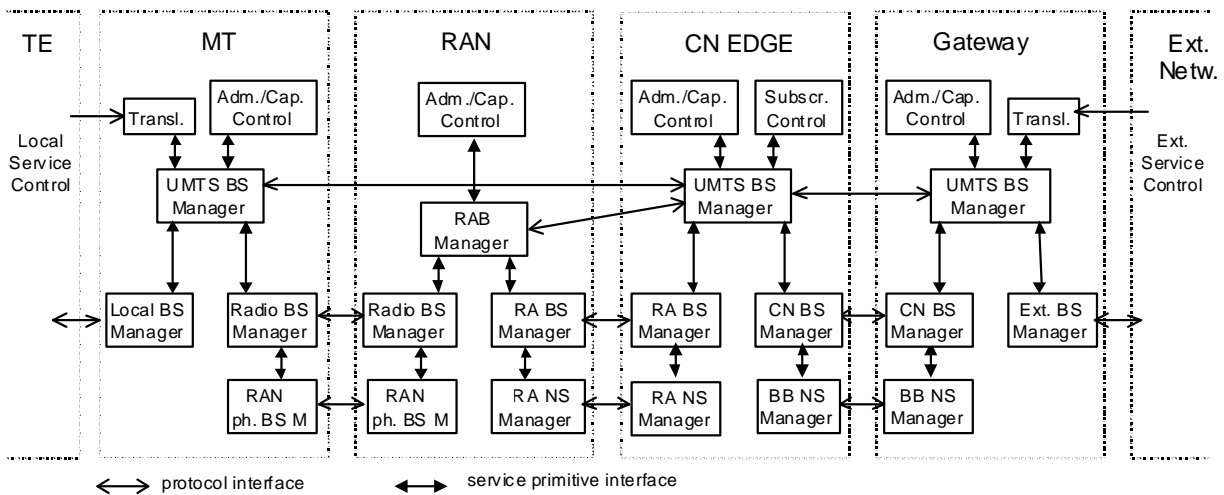 TE
MT
RAN
CN EDGE
Gateway
Ext.
Netw.
Adm./Cap.
Control
Transl.
Adm./Cap.
Control
Adm./Cap.
Control
Subscr.
Control
Adm./Cap.
Control
Transl.
Local
Service
Control
Ext.
Service
Control
UMTS BS
Manager
RAB
Manager
UMTS BS
Manager
UMTS BS
Manager
Local BS
Manager
Radio BS
Manager
Radio BS
Manager
RA BS
Manager
RA BS
Manager
CN BS
Manager
CN BS
Manager
Ext. BS
Manager
RAN
ph. BS M
RAN
ph. BS M
RA NS
Manager
RA NS
Manager
BB NS
Manager
BB NS
Manager
protocol interface
service primitive interface